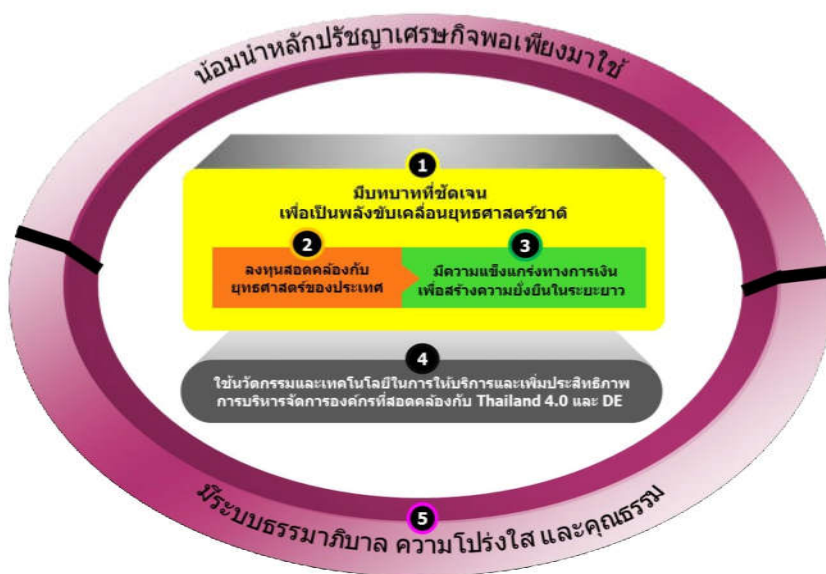 น้อมนำหลักปรัชญาเศรษฐกิจพอเพียงมาใช้
1
มีบทบาทที่ชัดเจน
เพื่อเป็นพลังขับเคลื่อนยุทธศาสตร์ชาติ
2
ลงทุนสอดคล้องกับ
ยุทธศาสตร์ของประเทศ
3
มีความแข็งแกร่งทางการเงิน
เพื่อสร้างความยั่งยืนในระยะยาว
4
ใช้นวัตกรรมและเทคโนโลยีในการให้บริการและเพิ่มประสิทธิภาพ
การบริหารจัดการองค์กรที่สอดคล้องกับ Thailand 4.0 และ DE
5
มีระบบธรรมาภิบาล ความโปร่งใส และคุณธรรม